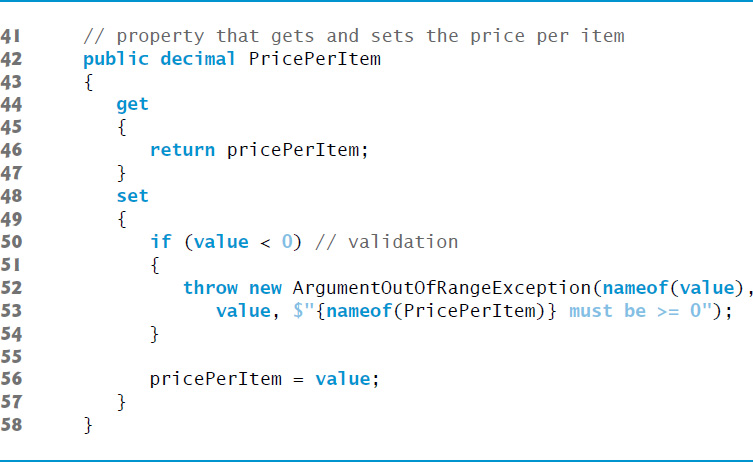 41 // property that gets and sets the price per item
42 public decimal PricePerItem
43 {
44 get
45 {
46 return pricePerItem;
47 }
48 set
49 {
50 if (value < 0) // validation
51 {
52 throw new ArgumentOutOfRangeException(nameof(value),
53 value, $"{nameof(PricePerItem)} must be >= 0");
54 }
55
56 pricePerItem = value;
57 }
58 }